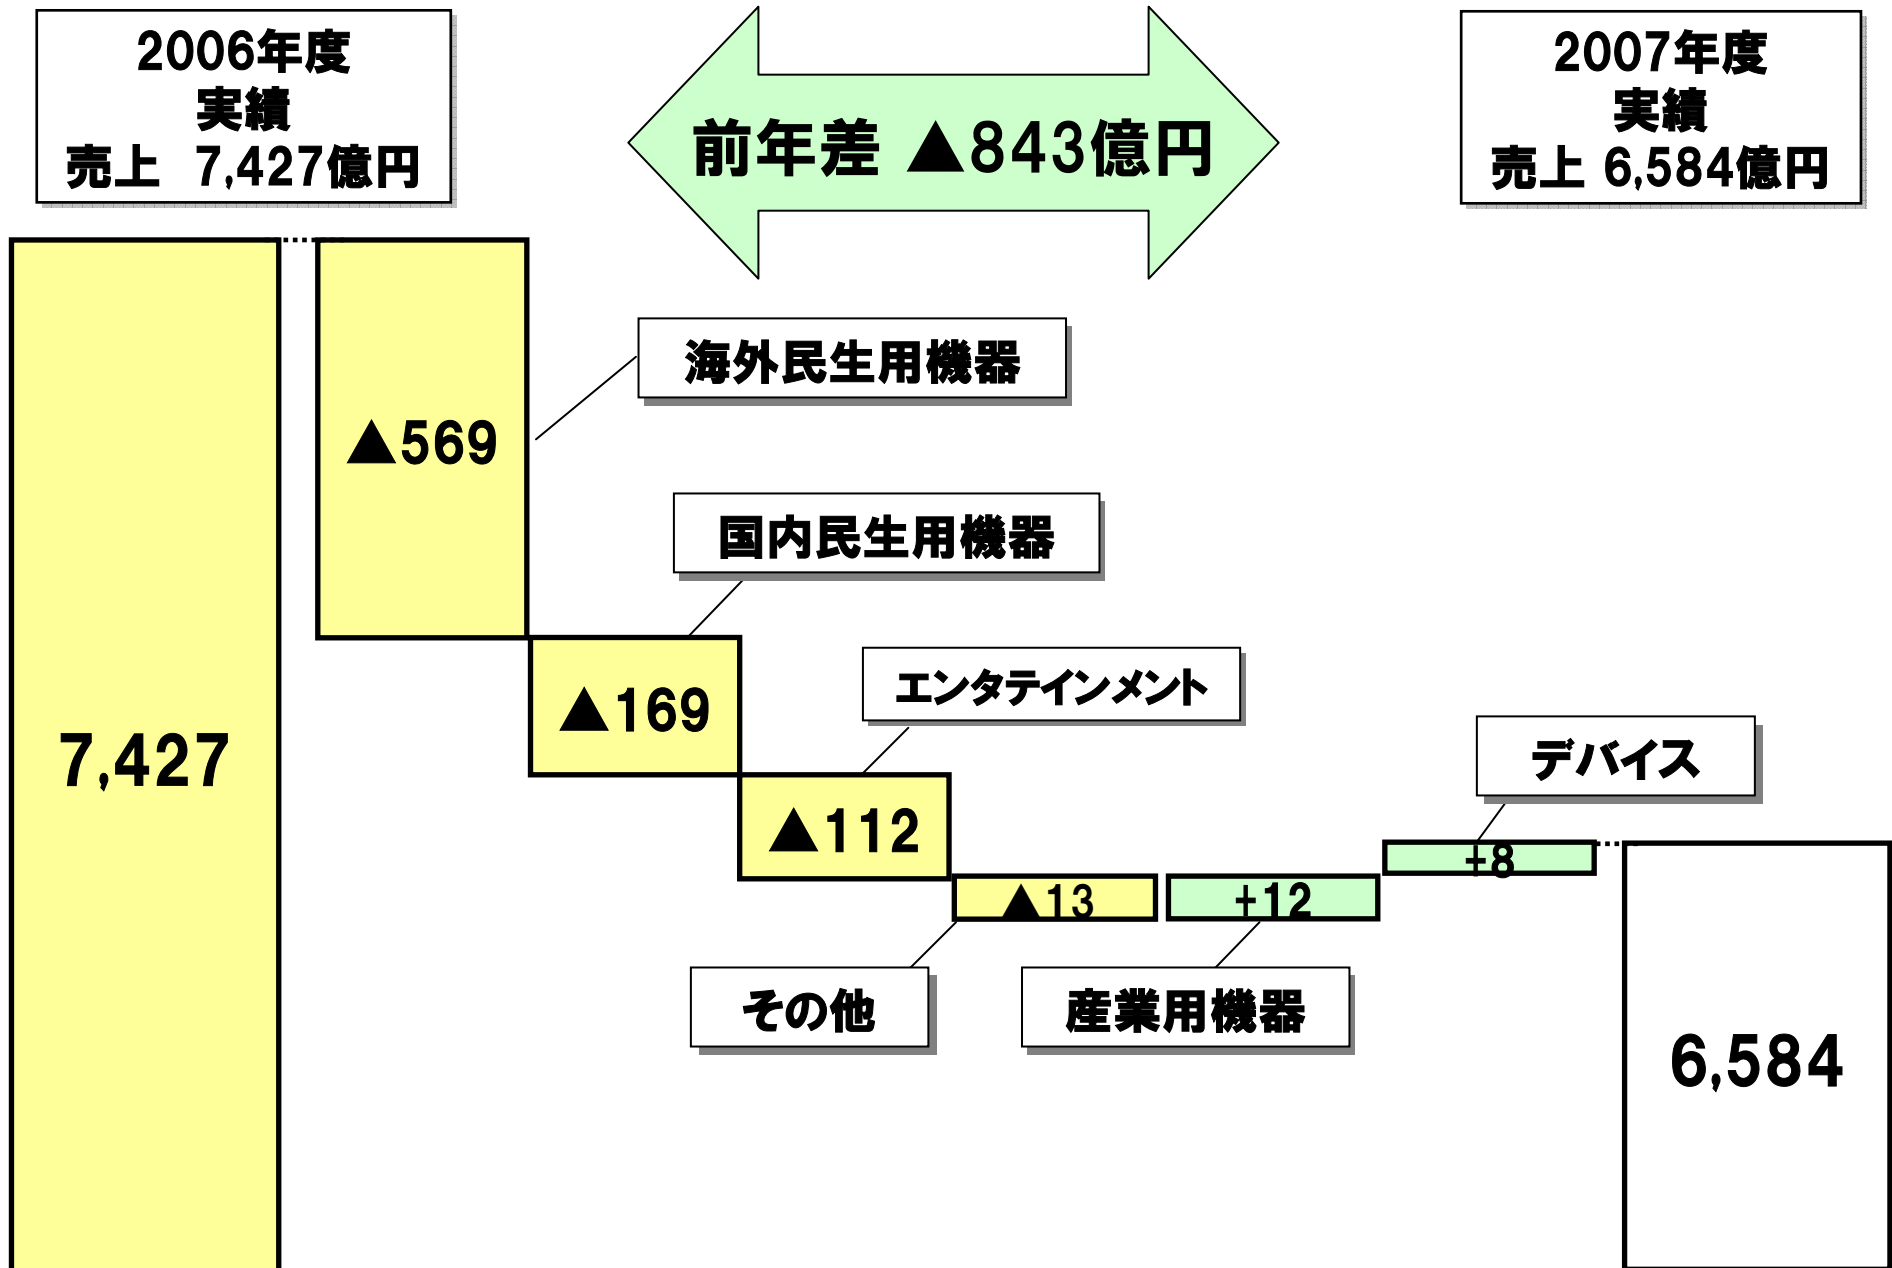 2006年度
実績
売上 7,427億円
前年差 ▲843億円
2007年度
実績
売上 6,584億円
海外民生用機器
▲569
国内民生用機器
▲169
エンタテインメント
▲112
デバイス
+8
7,427
▲13
+12
その他
産業用機器
6,584